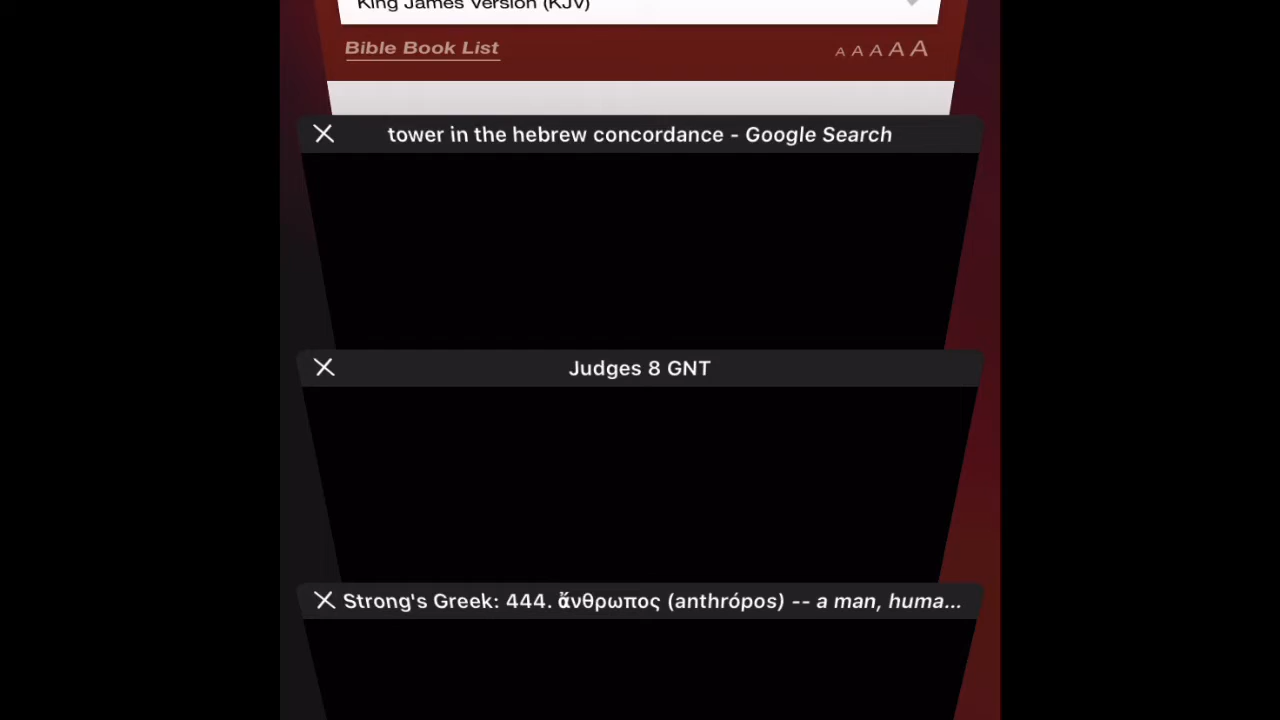 King James Version (KJV)
Bible Book List
A A A A A
tower in the hebrew concordance - Google Search
Judges 8 GNT
Strong's Greek: 444. ἄνθρωπος (anthrópos) -- a man, huma...